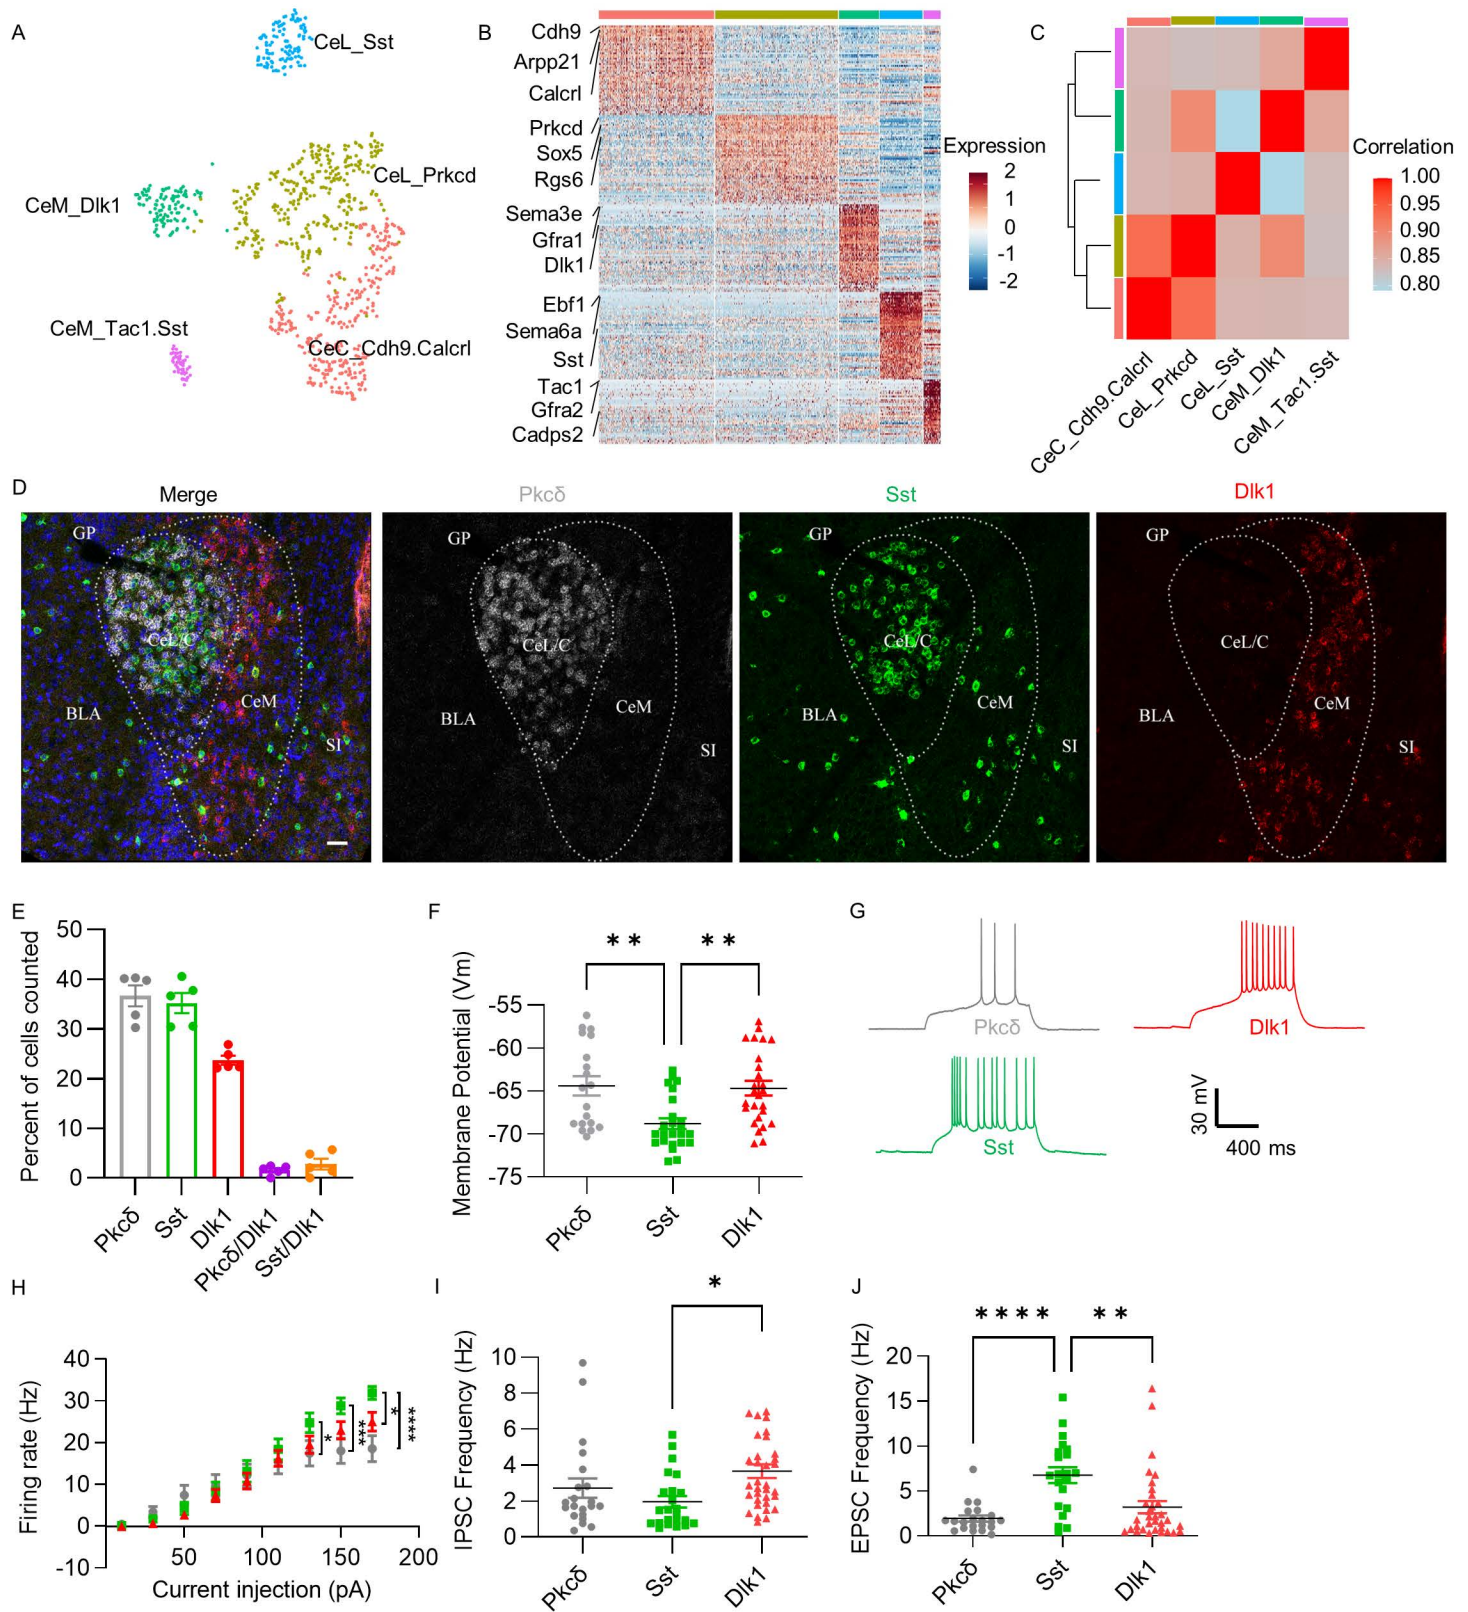 A
CeL_Sst
CeL_Prkcd
CeM_Dlk1
CeM_Tac1.Sst
CeC_Cdh9.Calcrl
B
Cdh9
Arpp21
Calcrl
Prkcd
Sox5
Rgs6
Sema3e
Gfra1
Dlk1
Ebf1
Sema6a
Sst
Tac1
Gfra2
Cadps2
Expression
2
1
0
-1
-2
C
Correlation
1.00
0.95
0.90
0.85
0.80
CeC_Cdh9.Calcrl
CeL_Prkcd
CeL_Sst
CeM_Dlk1
CeM_Tac1.Sst
D
Merge
Pkcδ
Sst
Dlk1
GP
CeL/C
CeM
BLA
SI
GP
CeL/C
CeM
BLA
SI
GP
CeL/C
CeM
BLA
SI
GP
CeL/C
CeM
BLA
SI
E
Percent of cells counted
50
40
30
20
10
0
Pkcδ
Sst
Dlk1
Pkcδ/Dlk1
Sst/Dlk1
F
Membrane Potential (Vm)
**
**
-55
-60
-65
-70
-75
Pkcδ
Sst
Dlk1
G
Pkcδ
Dlk1
Sst
30 mV
400 ms
H
Firing rate (Hz)
40
30
20
10
0
-10
50
100
150
200
*
***
*
****
Current injection (pA)
I
IPSC Frequency (Hz)
*
10
8
6
4
2
0
Pkcδ
Sst
Dlk1
J
EPSC Frequency (Hz)
****
**
20
15
10
5
0
Pkcδ
Sst
Dlk1